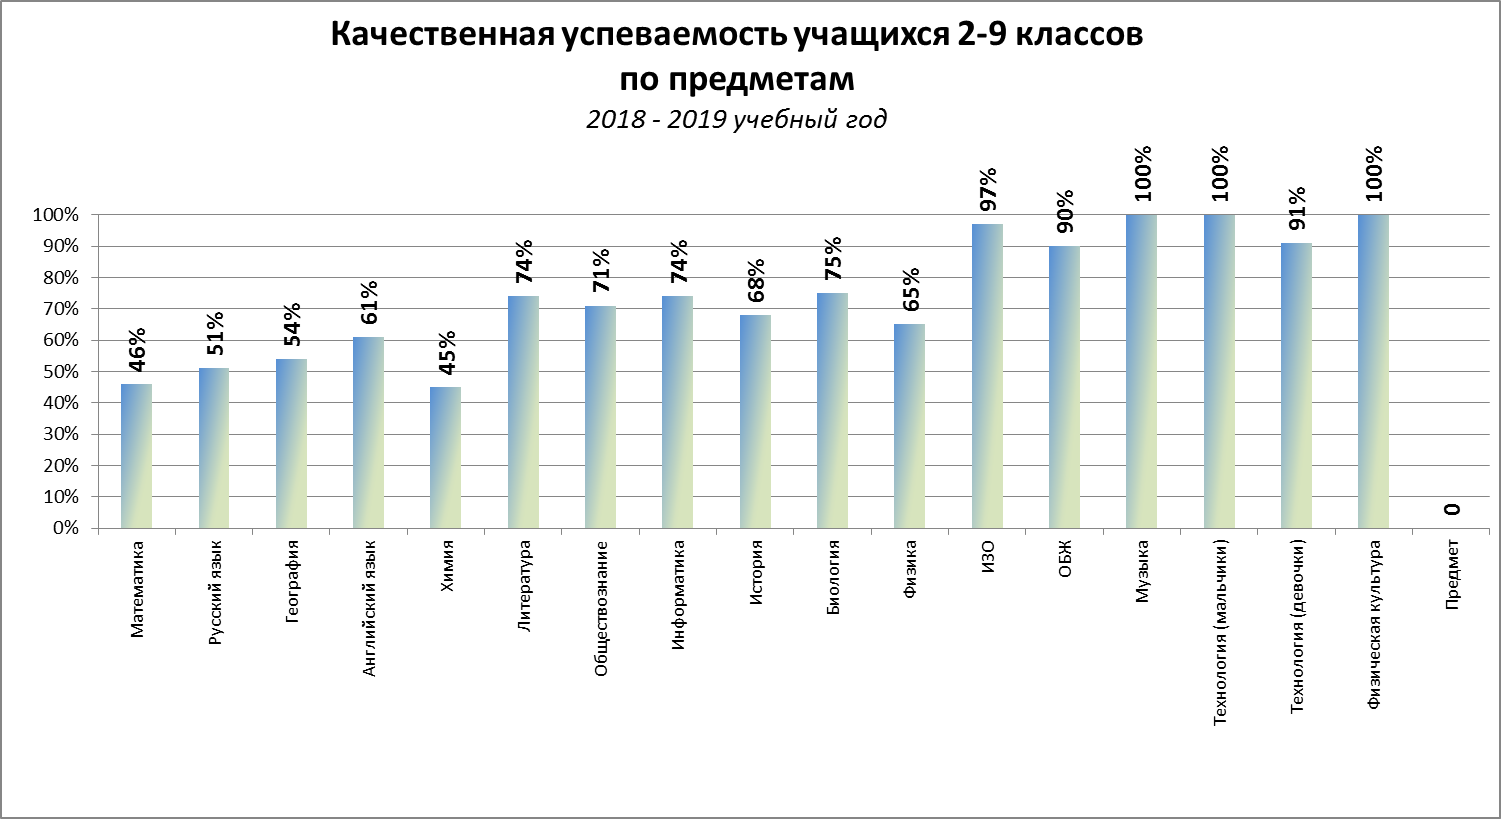 Качественная успеваемость учащихся 2-9 классов
по предметам
2018 - 2019 учебный год
100%
90%
80%
70%
60%
50%
40%
30%
20%
10%
0%
46%
51%
54%
61%
45%
74%
71%
74%
68%
75%
65%
97%
90%
100%
100%
91%
100%
0
Математика
Русский язык
География
Английский язык
Химия
Литература
Обществознание
Информатика
История
Биология
Физика
ИЗО
ОБЖ
Музыка
Технология (мальчики)
Технология (девочки)
Физическая культура
Предмет